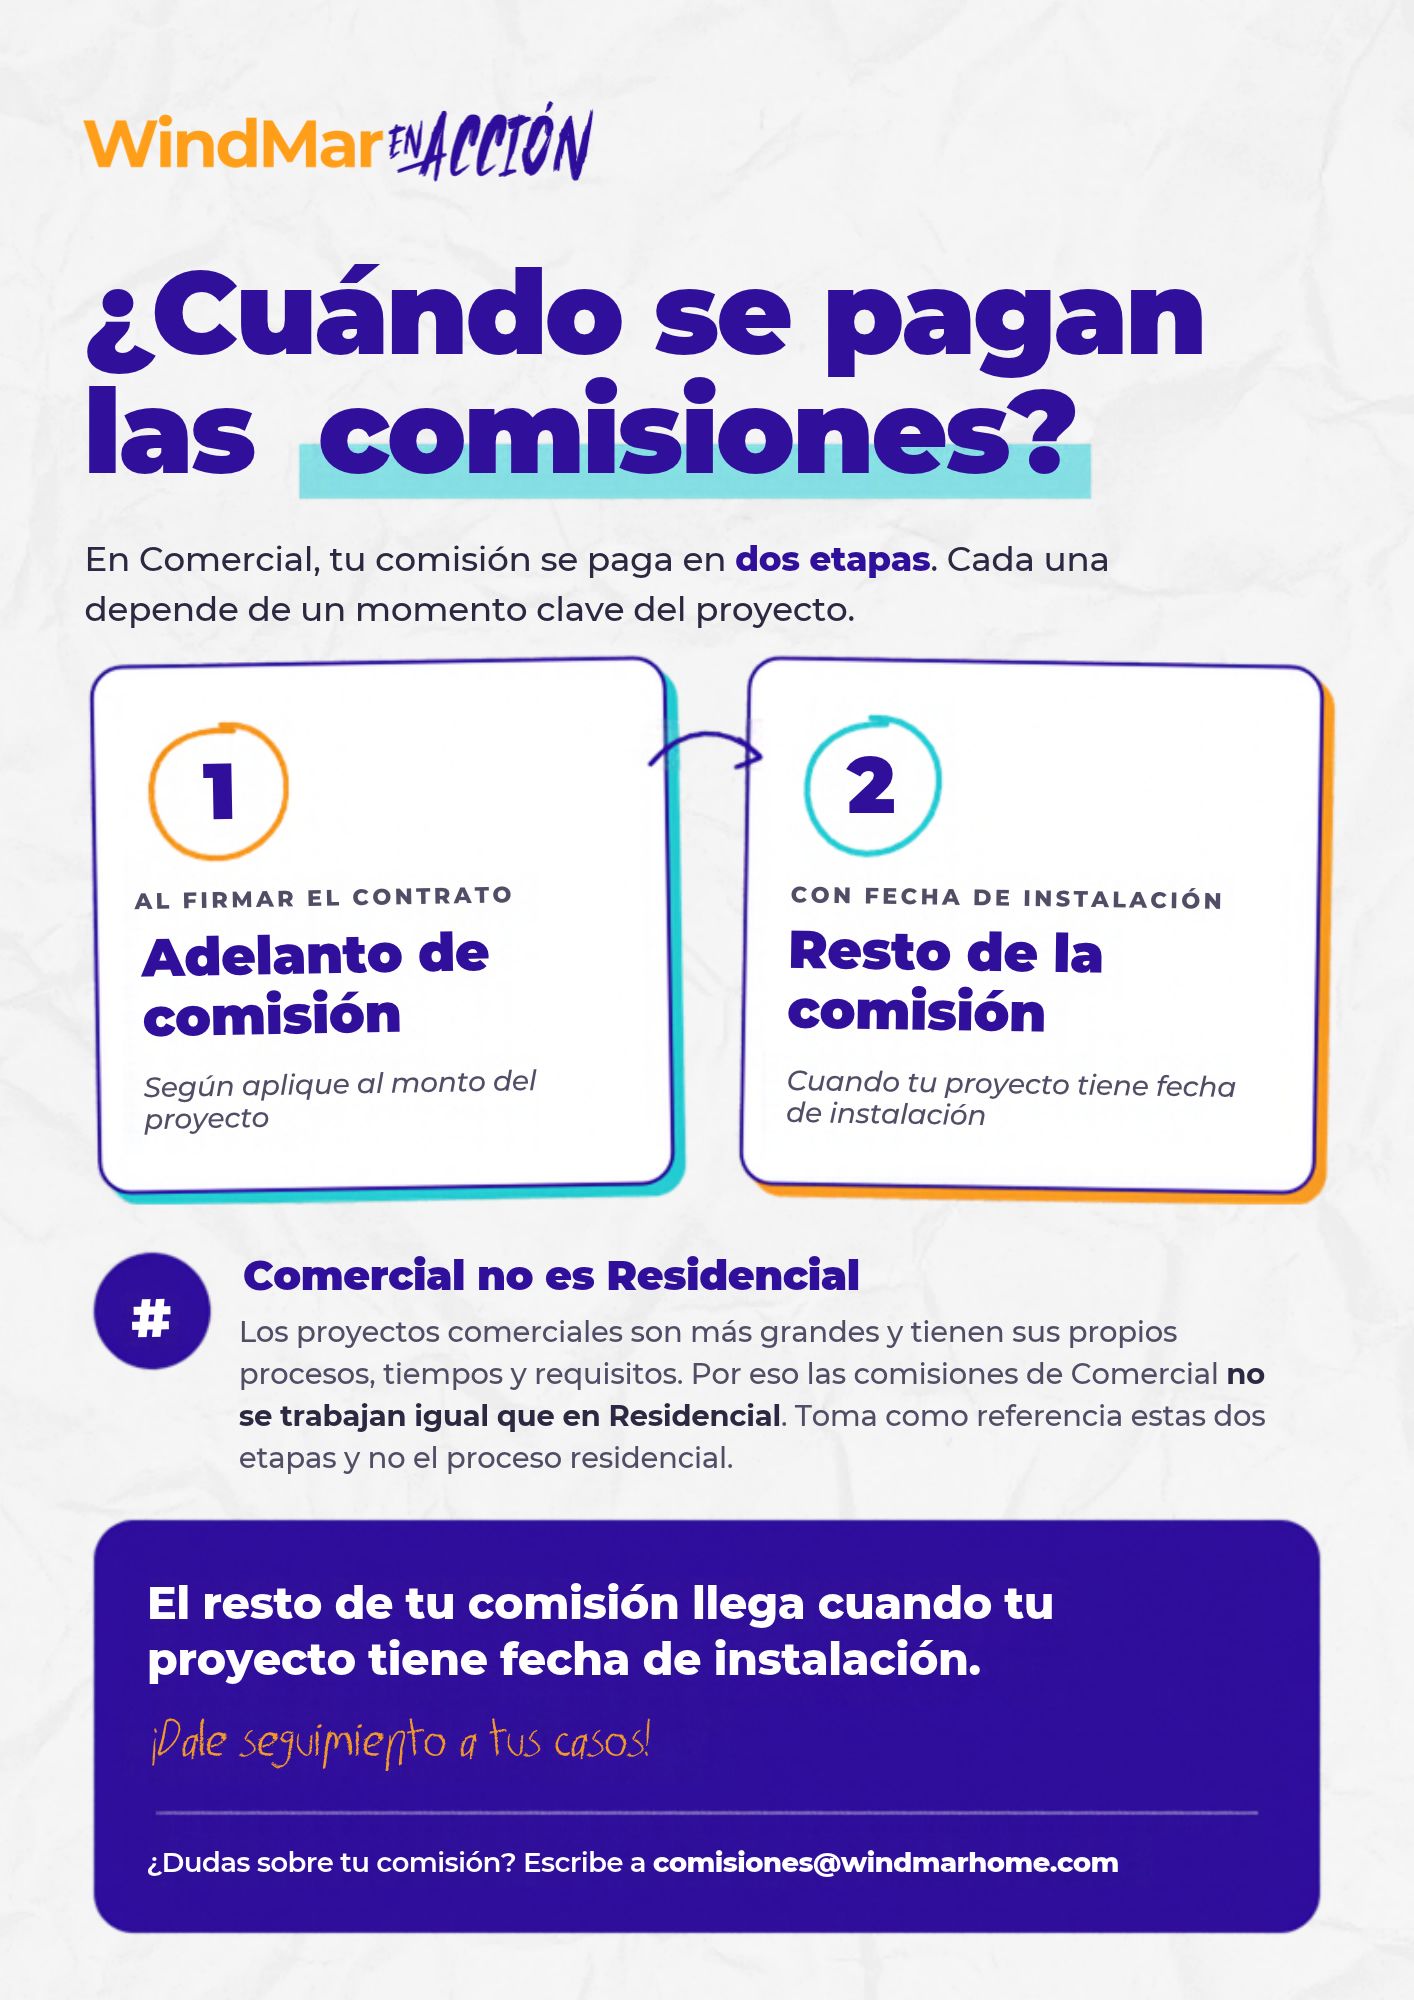 WindMar EN ACCIÓN
¿Cuándo se pagan
las comisiones?
En Comercial, tu comisión se paga en dos etapas. Cada una
depende de un momento clave del proyecto.
1
AL FIRMAR EL CONTRATO
Adelanto de
comisión
Según aplique al monto del
proyecto
2
CON FECHA DE INSTALACIÓN
Resto de la
comisión
Cuando tu proyecto tiene fecha
de instalación
#
Comercial no es Residencial
Los proyectos comerciales son más grandes y tienen sus propios
procesos, tiempos y requisitos. Por eso las comisiones de Comercial no
se trabajan igual que en Residencial. Toma como referencia estas dos
etapas y no el proceso residencial.
El resto de tu comisión llega cuando tu
proyecto tiene fecha de instalación.
¡Dale seguimiento a tus casos!
¿Dudas sobre tu comisión? Escribe a comisiones@windmarhome.com